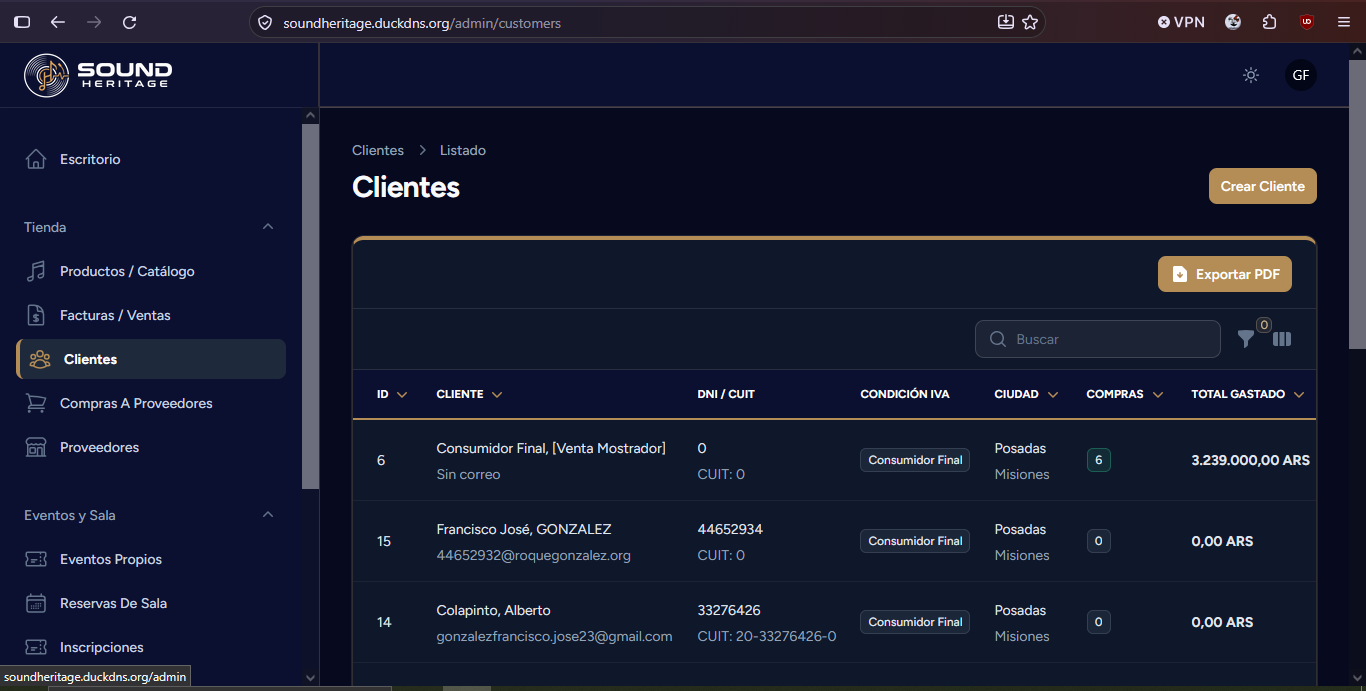 soundheritage.duckdns.org/admin/customers
VPN
UD
SOUND
HERITAGE
GF
Escritorio
Tienda
Productos / Catálogo
Facturas / Ventas
Clientes
Compras A Proveedores
Proveedores
Eventos y Sala
Eventos Propios
Reservas De Sala
Inscripciones
soundheritage.duckdns.org/admin
Clientes > Listado
Clientes
Crear Cliente
Exportar PDF
Buscar
0
ID CLIENTE DNI / CUIT CONDICIÓN IVA CIUDAD COMPRAS TOTAL GASTADO
6 Consumidor Final, [Venta Mostrador] 0 Consumidor Final Posadas 6 3.239.000,00 ARS
Sin correo CUIT: 0 Misiones
15 Francisco José, GONZALEZ 44652934 Consumidor Final Posadas 0 0,00 ARS
44652932@roquegonzalez.org CUIT: 0 Misiones
14 Colapinto, Alberto 33276426 Consumidor Final Posadas 0 0,00 ARS
gonzalezfrancisco.jose23@gmail.com CUIT: 20-33276426-0 Misiones